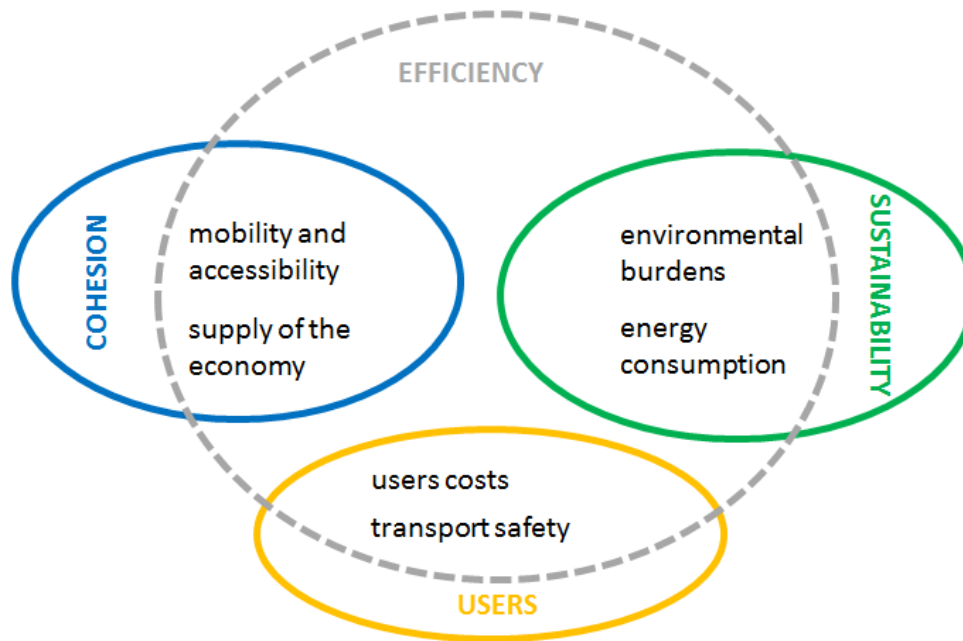 EFFICIENCY
COHESION
mobility and
accessibility
supply of the
economy
environmental
burdens
energy
consumption
SUSTAINABILITY
users costs
transport safety
USERS